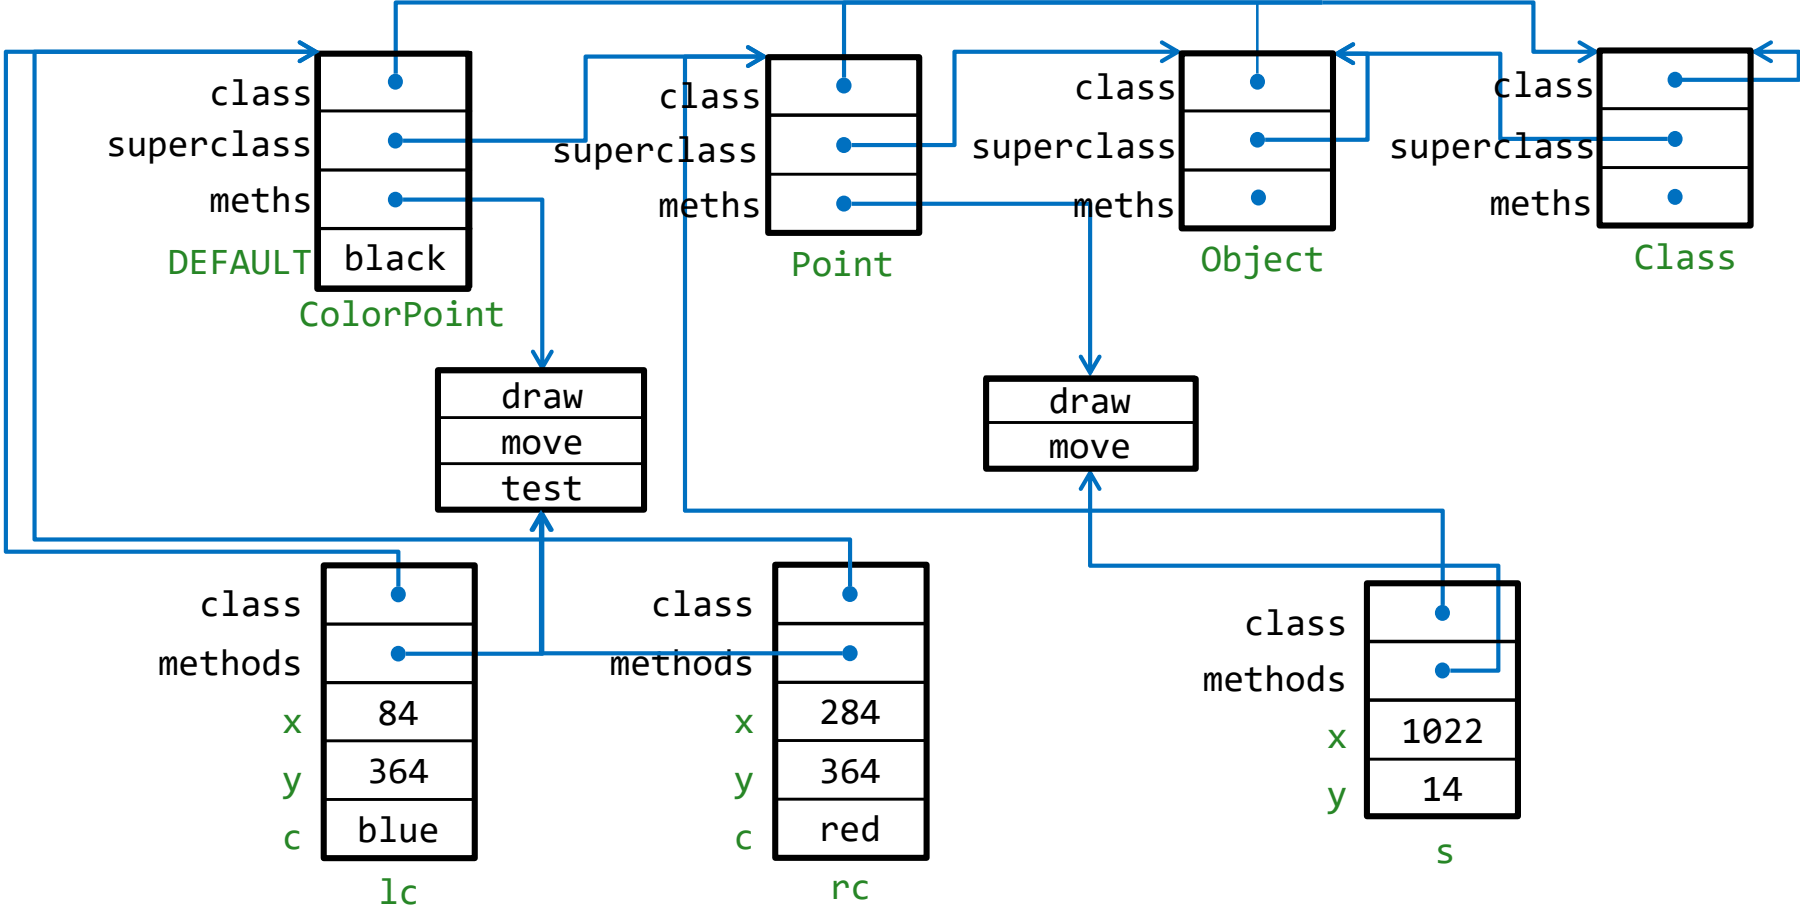 class
superclass
meths
DEFAULT black
ColorPoint
class
superclass
meths
Point
class
superclass
meths
Object
class
superclass
meths
Class
draw
move
test
draw
move
class
methods
x 84
y 364
c blue
lc
class
methods
x 284
y 364
c red
rc
class
methods
x 1022
y 14
s